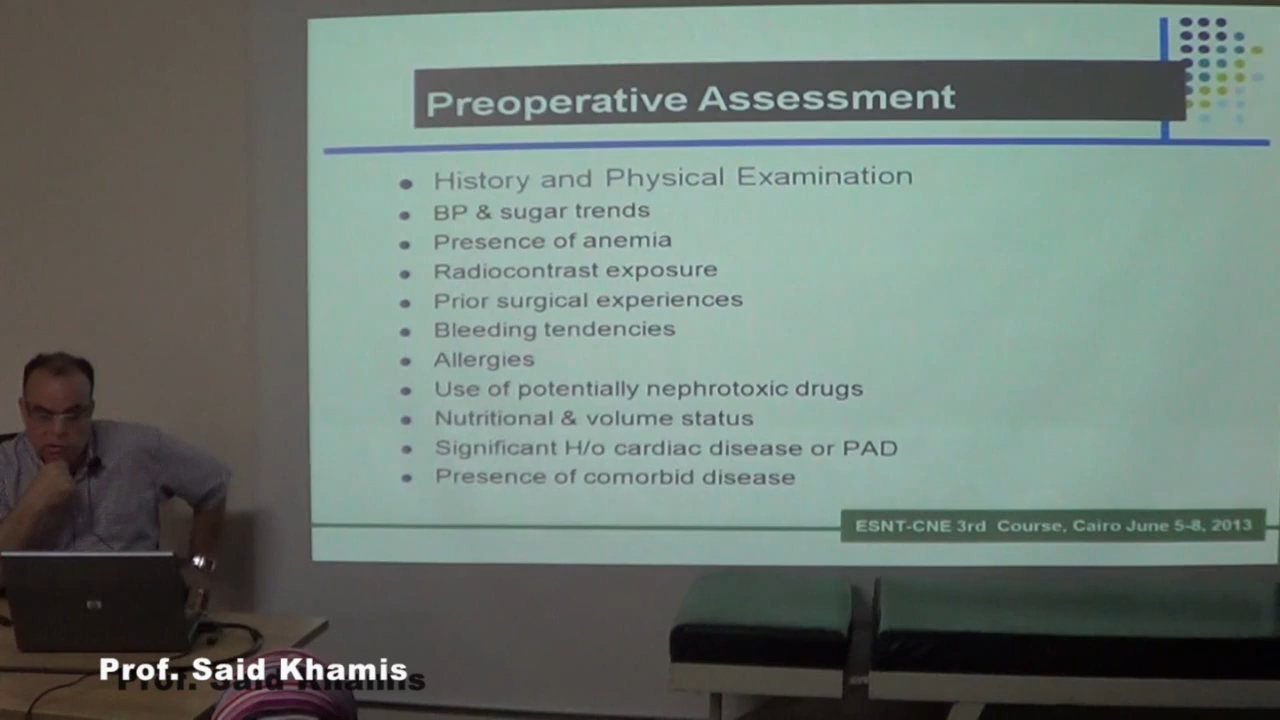 Preoperative Assessment
History and Physical Examination
BP & sugar trends
Presence of anemia
Radiocontrast exposure
Prior surgical experiences
Bleeding tendencies
Allergies
Use of potentially nephrotoxic drugs
Nutritional & volume status
Significant H/o cardiac disease or PAD
Presence of comorbid disease
ESNT-CNE 3rd Course, Cairo June 5-8, 2013
Prof. Said Khamis